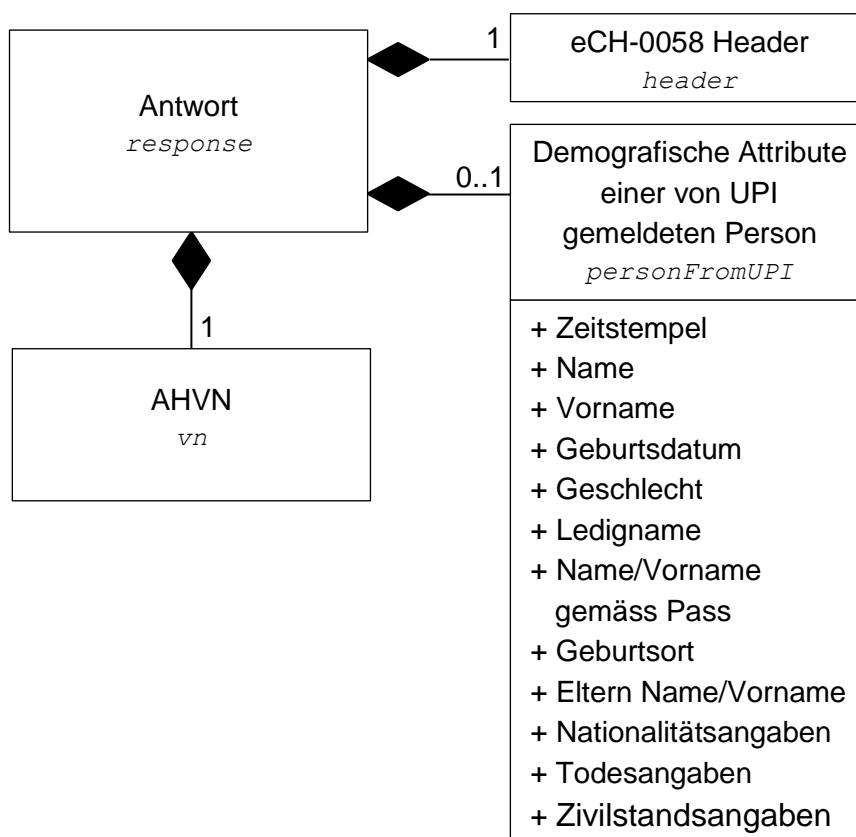 Antwort
response
1
eCH-0058 Header
header
0..1
Demografische Attribute
einer von UPI
gemeldeten Person
personFromUPI
+ Zeitstempel
+ Name
+ Vorname
+ Geburtsdatum
+ Geschlecht
+ Ledigname
+ Name/Vorname
gemäss Pass
+ Geburtsort
+ Eltern Name/Vorname
+ Nationalitätsangaben
+ Todesangaben
+ Zivilstandsangaben
1
AHVN
vn